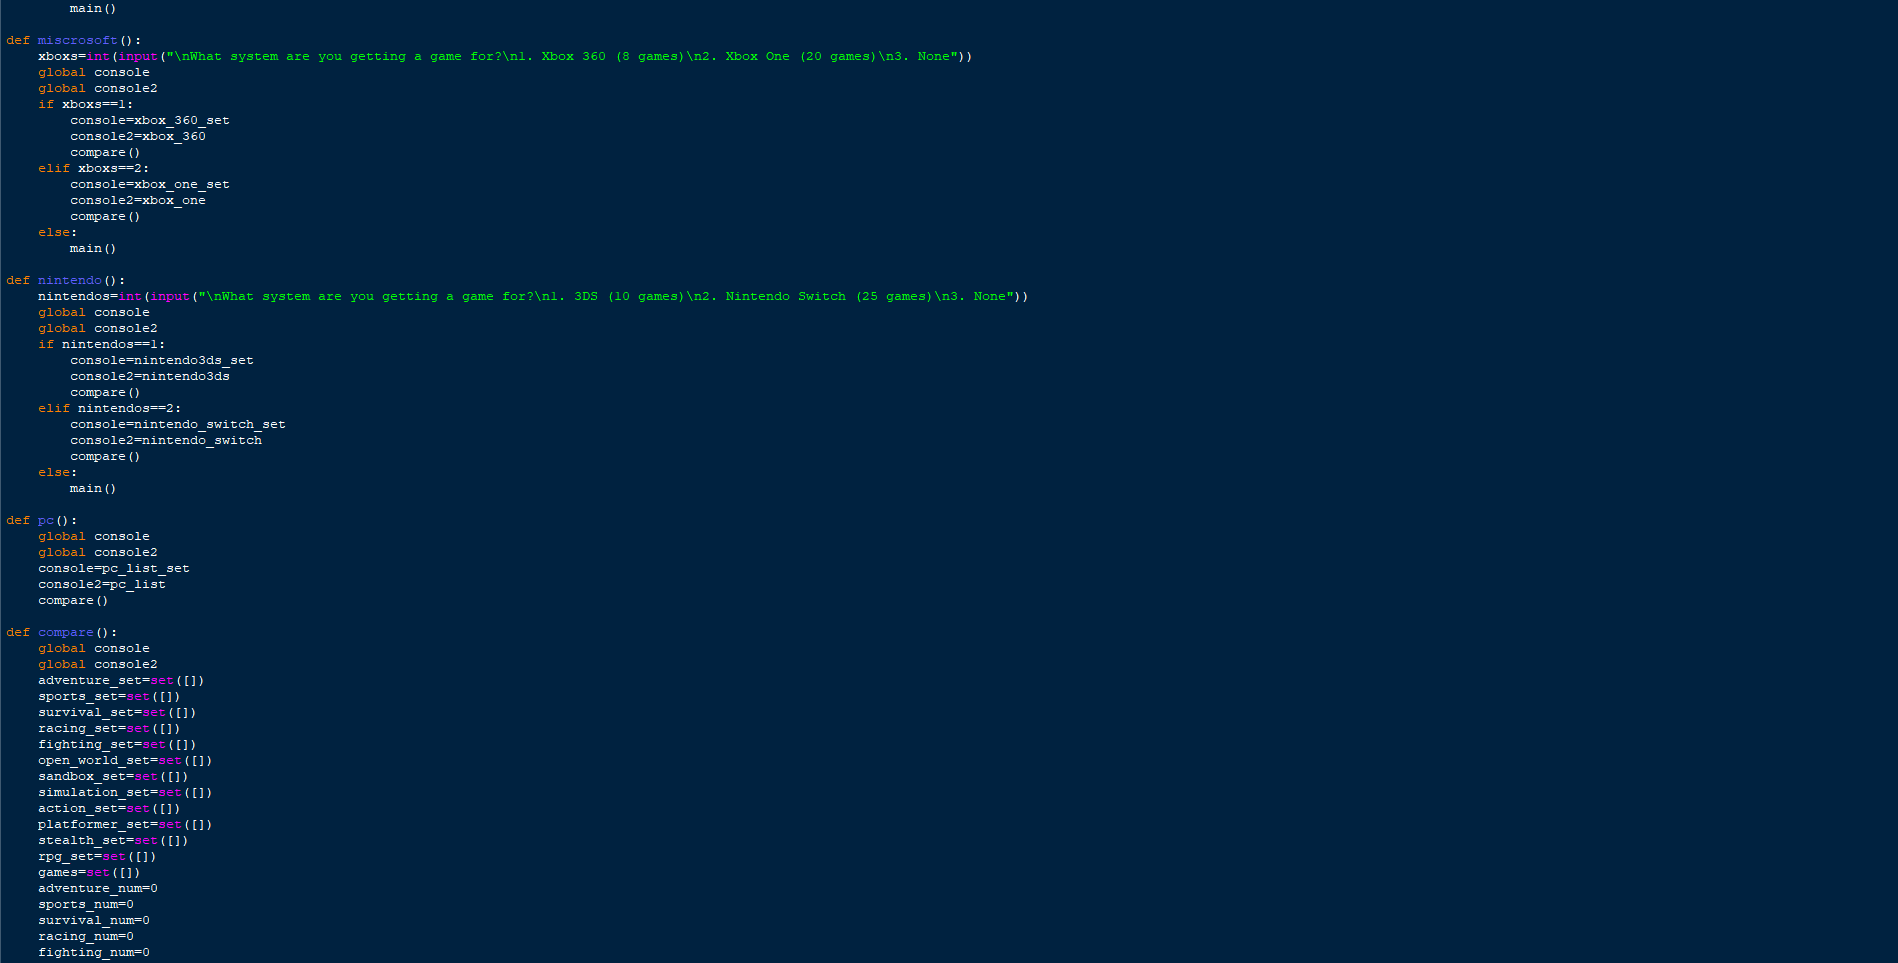 main()

def miscrosoft():
    xboxs=int(input("\nWhat system are you getting a game for?\n1. Xbox 360 (8 games)\n2. Xbox One (20 games)\n3. None"))
    global console
    global console2
    if xboxs==1:
        console=xbox_360_set
        console2=xbox_360
        compare()
    elif xboxs==2:
        console=xbox_one_set
        console2=xbox_one
        compare()
    else:
        main()

def nintendo():
    nintendos=int(input("\nWhat system are you getting a game for?\n1. 3DS (10 games)\n2. Nintendo Switch (25 games)\n3. None"))
    global console
    global console2
    if nintendos==1:
        console=nintendo3ds_set
        console2=nintendo3ds
        compare()
    elif nintendos==2:
        console=nintendo_switch_set
        console2=nintendo_switch
        compare()
    else:
        main()

def pc():
    global console
    global console2
    console=pc_list_set
    console2=pc_list
    compare()

def compare():
    global console
    global console2
    adventure_set=set([])
    sports_set=set([])
    survival_set=set([])
    racing_set=set([])
    fighting_set=set([])
    open_world_set=set([])
    sandbox_set=set([])
    simulation_set=set([])
    action_set=set([])
    platformer_set=set([])
    stealth_set=set([])
    rpg_set=set([])
    games=set([])
    adventure_num=0
    sports_num=0
    survival_num=0
    racing_num=0
    fighting_num=0